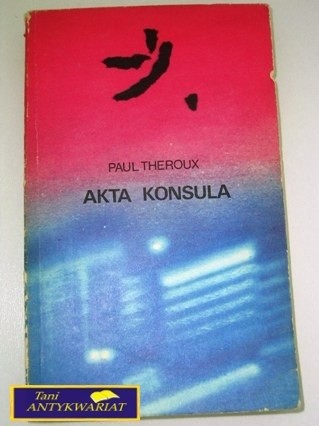 PAUL THEROUX
AKTA KONSULA
Tani
ANTYKWARIAT